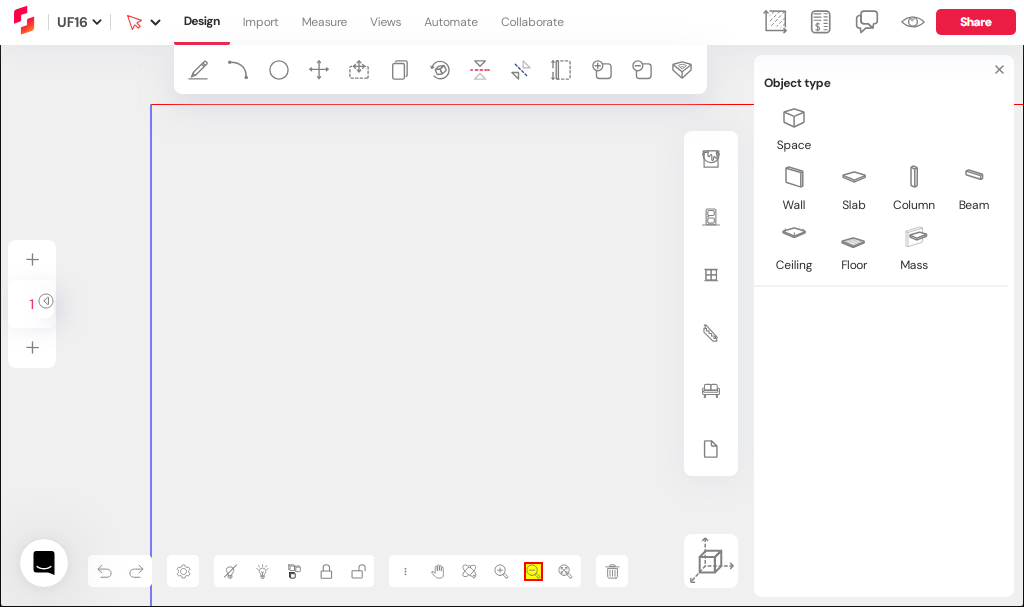 UF16
Design
Import
Measure
Views
Automate
Collaborate
Share
Object type
Space
Wall
Slab
Column
Beam
Ceiling
Floor
Mass
1